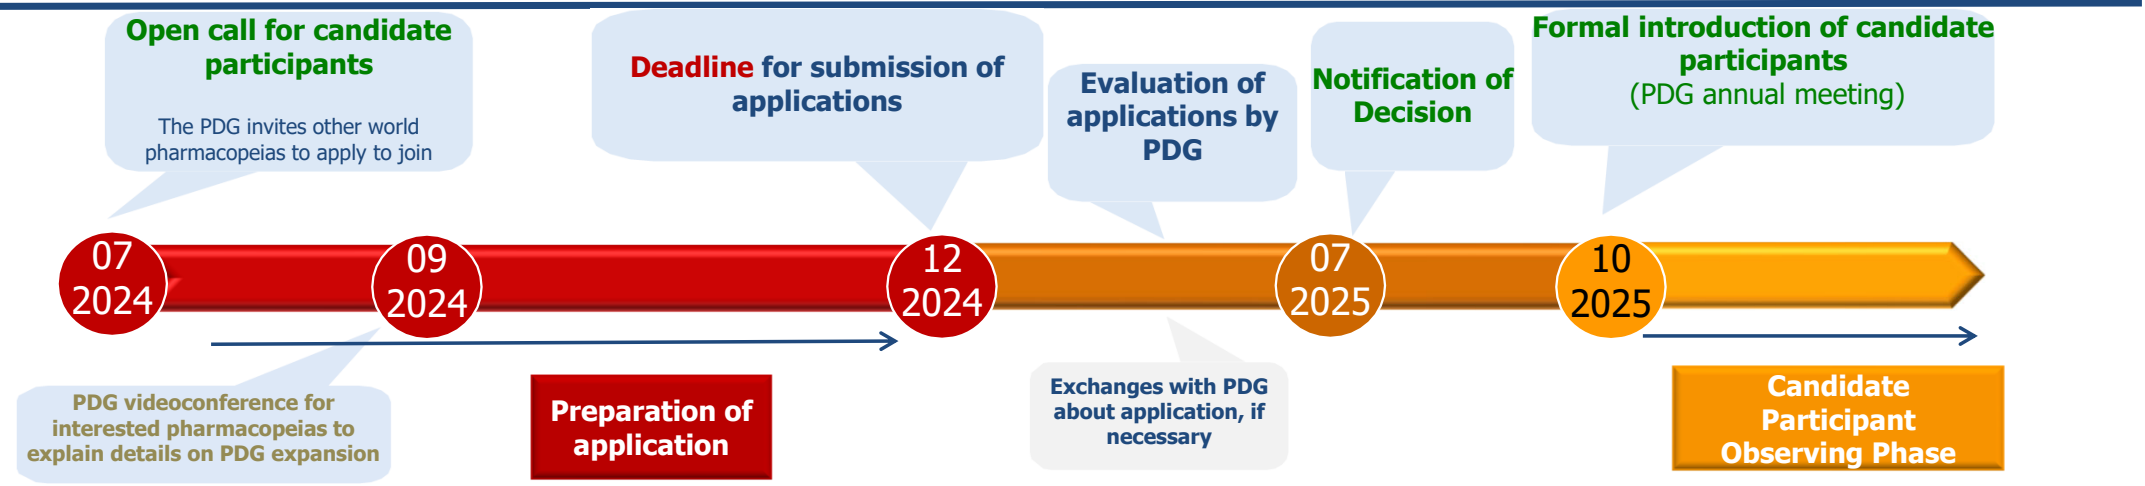 Open call for candidate
participants
The PDG invites other world
pharmacopeias to apply to join
Deadline for submission of
applications
Evaluation of
applications by
PDG
Notification of
Decision
Formal introduction of candidate
participants
(PDG annual meeting)
07
2024
09
2024
12
2024
07
2025
10
2025
PDG videoconference for
interested pharmacopeias to
explain details on PDG expansion
Preparation of
application
Exchanges with PDG
about application, if
necessary
Candidate
Participant
Observing Phase